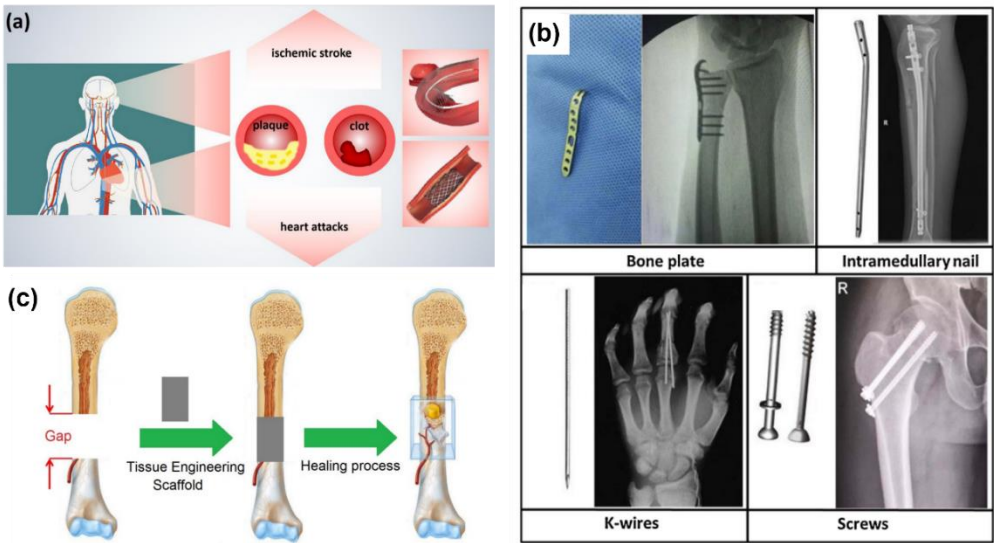 (a)
ischemic stroke
plaque
clot
heart attacks
(b)
R
Bone plate
Intramedullary nail
R
K-wires
Screws
(c)
Gap
Tissue Engineering
Scaffold
Healing process